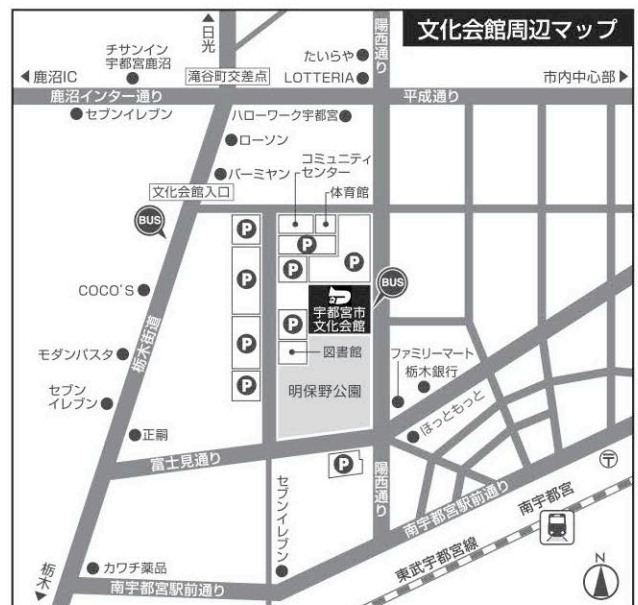 文化会館周辺マップ
▲日光
陽西通り
チサンイン
宇都宮鹿沼
たいらや
◀鹿沼IC
滝谷町交差点
LOTTERIA
市内中心部▶
鹿沼インター通り
平成通り
セブンイレブン
ハローワーク宇都宮
ローソン
コミュニティ
センター
バーミヤン
体育館
文化会館入口
BUS
P
P
P
P
P
BUS
COCO'S
宇都宮市
文化会館
P
P
栃木街道
モダンパスタ
図書館
ファミリーマート
栃木銀行
セブン
イレブン
P
明保野公園
ほっともっと
正嗣
富士見通り
P
陽西通り
〒
セブンイレブン
南宇都宮駅前通り
南宇都宮
栃木▼
カワチ薬品
南宇都宮駅前通り
東武宇都宮線
N